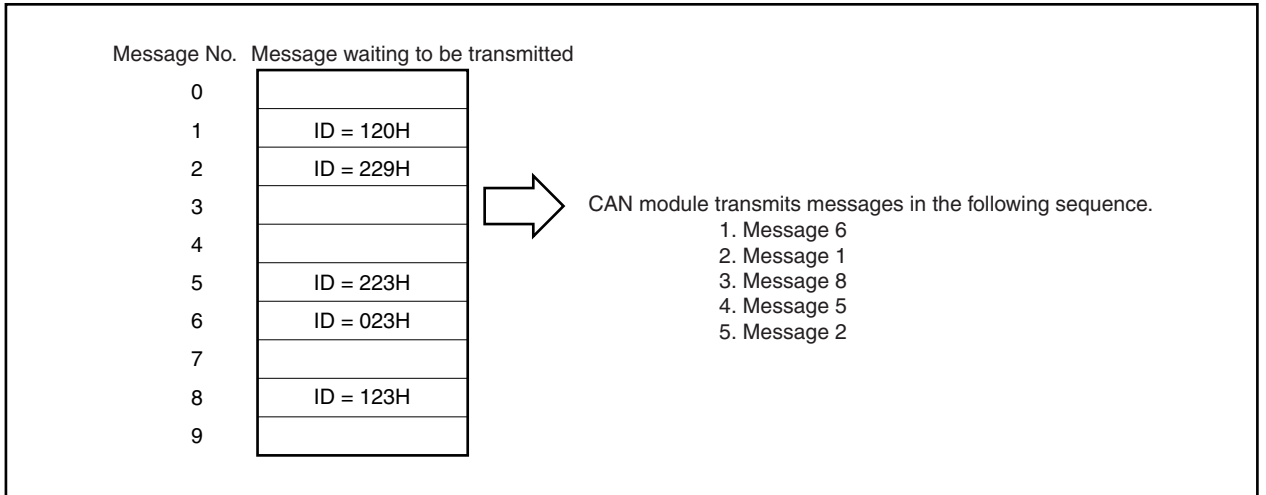 Message No. Message waiting to be transmitted
0
1 ID = 120H
2 ID = 229H
3
4
5 ID = 223H
6 ID = 023H
7
8 ID = 123H
9
CAN module transmits messages in the following sequence.
1. Message 6
2. Message 1
3. Message 8
4. Message 5
5. Message 2